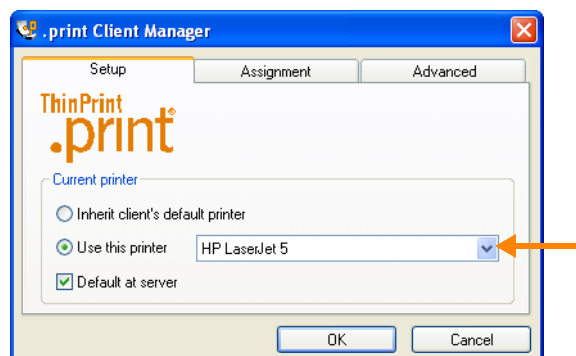 .print Client Manager
Setup Assignment Advanced
ThinPrint
.print®
Current printer
Inherit client's default printer
Use this printer HP LaserJet 5
Default at server
OK Cancel